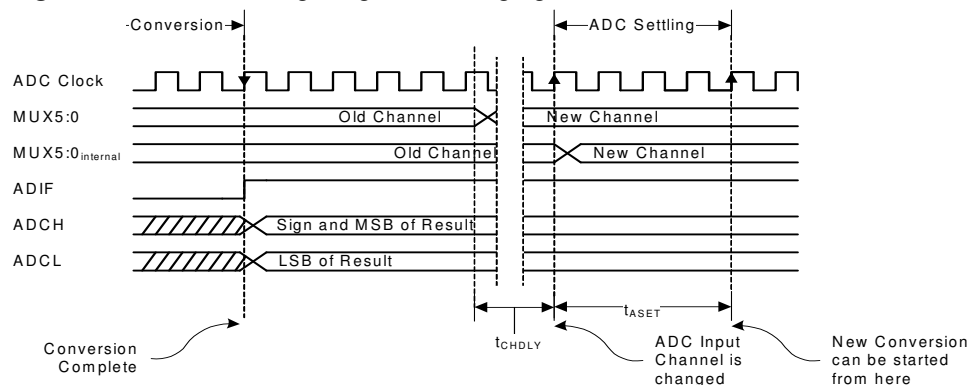 Conversion
ADC Settling
ADC Clock
MUX5:0
Old Channel
New Channel
MUX5:0internal
Old Channel
New Channel
ADIF
ADCH
Sign and MSB of Result
ADCL
LSB of Result
tCHDLY
tASET
Conversion
Complete
ADC Input
Channel is
changed
New Conversion
can be started
from here